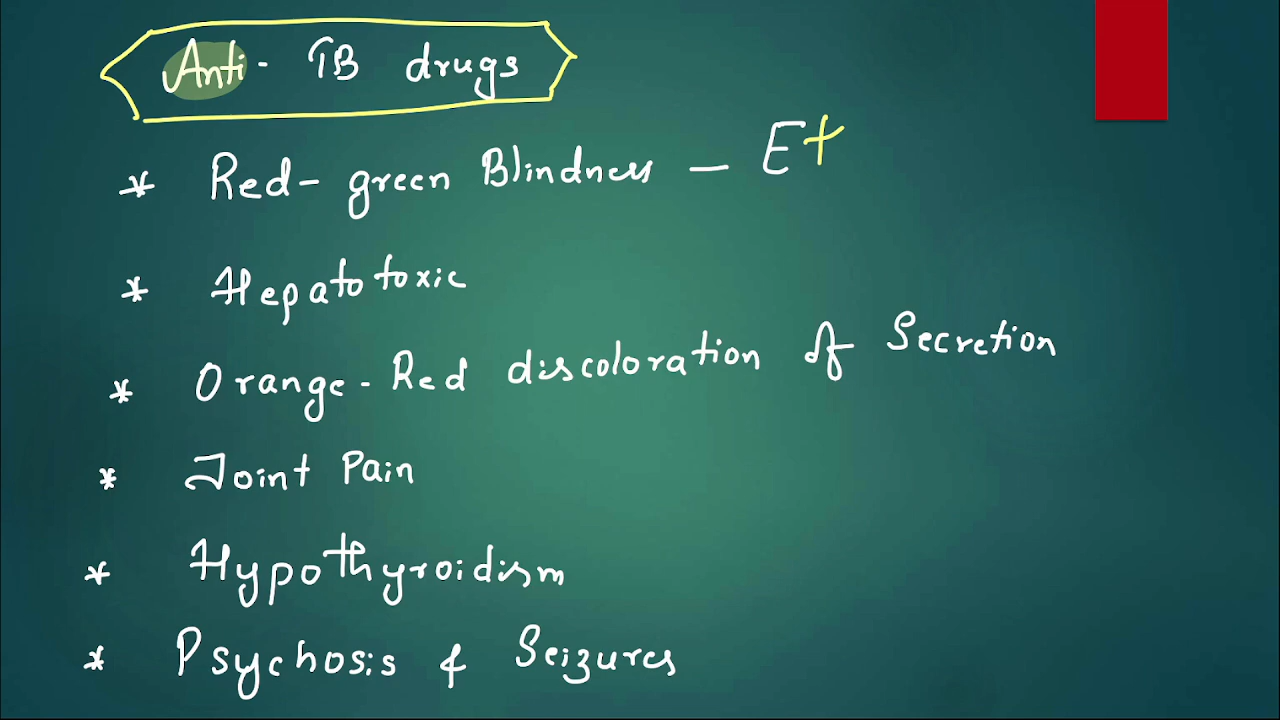 Anti- TB drugs
* Red-green Blindness — Et
* Hepatotoxic
* Orange-Red discoloration of Secretion
* Joint Pain
* Hypothyroidism
* Psychosis & Seizures